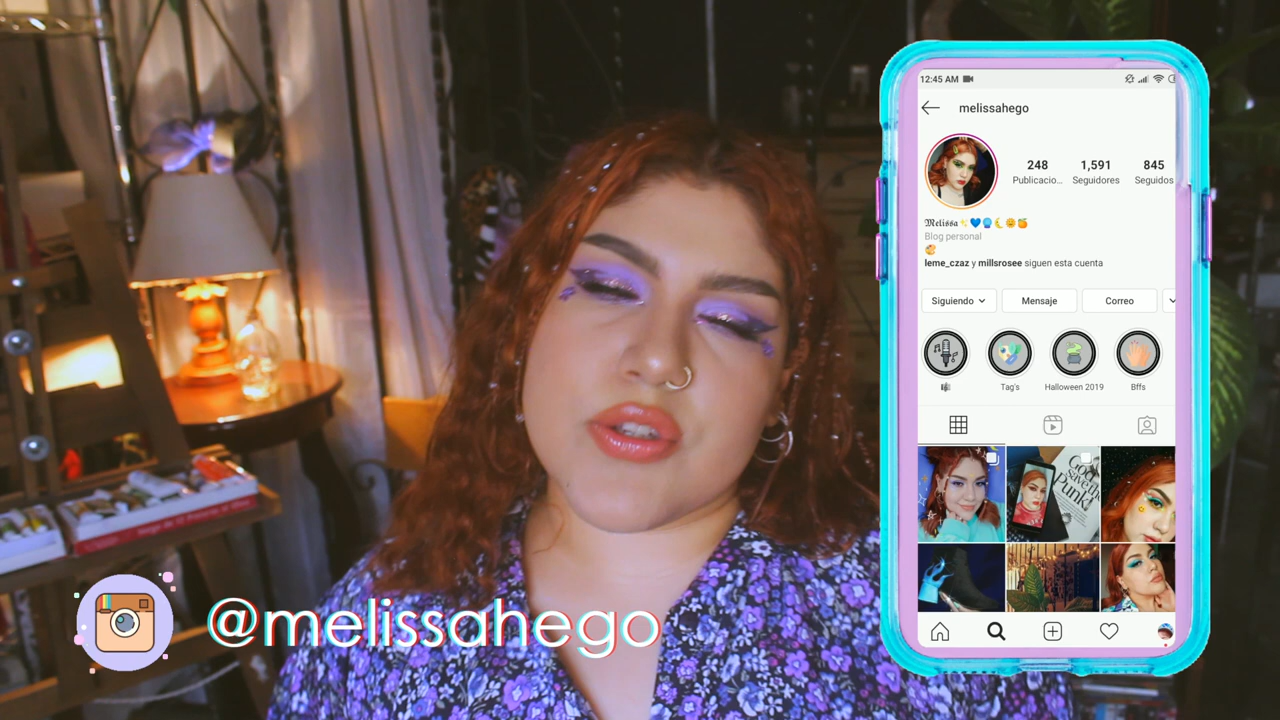 12:45 AM
melissahego
248
1,591
845
Publicacio...
Seguidores
Seguidos
𝕸𝖊𝖑𝖎𝖘𝖘𝖆✨💙🔮🌜🌞🍊
Blog personal
🎨
leme_czaz y millsrosee siguen esta cuenta
Siguiendo
Mensaje
Correo
Tag's
Halloween 2019
Bffs
@melissahego